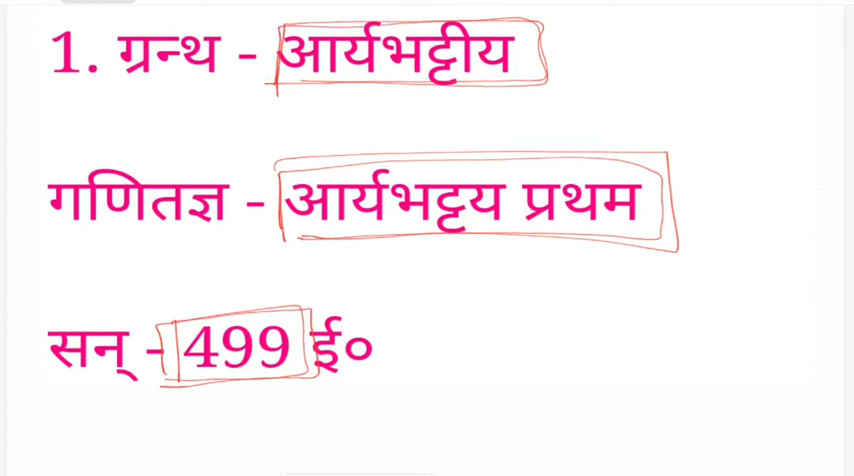 1. ग्रन्थ - आर्यभट्टीय
गणितज्ञ - आर्यभट्टय प्रथम
सन् - 499 ई०